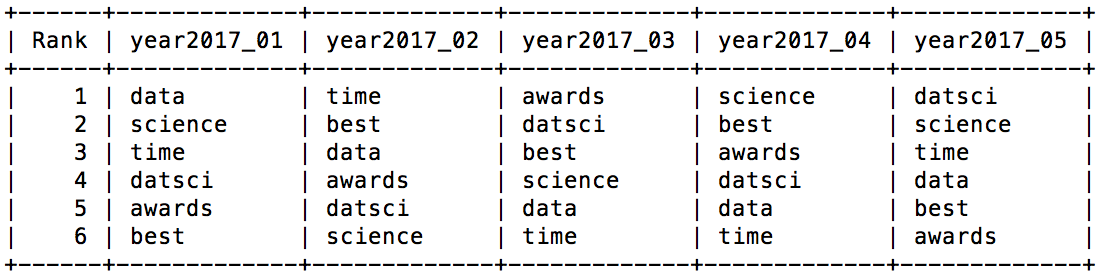 +------+-------------+-------------+-------------+-------------+-------------+
| Rank | year2017_01 | year2017_02 | year2017_03 | year2017_04 | year2017_05 |
+------+-------------+-------------+-------------+-------------+-------------+
|    1 | data        | time        | awards      | science     | datsci      |
|    2 | science     | best        | datsci      | best        | science     |
|    3 | time        | data        | best        | awards      | time        |
|    4 | datsci      | awards      | science     | datsci      | data        |
|    5 | awards      | datsci      | data        | data        | best        |
|    6 | best        | science     | time        | time        | awards      |
+------+-------------+-------------+-------------+-------------+-------------+